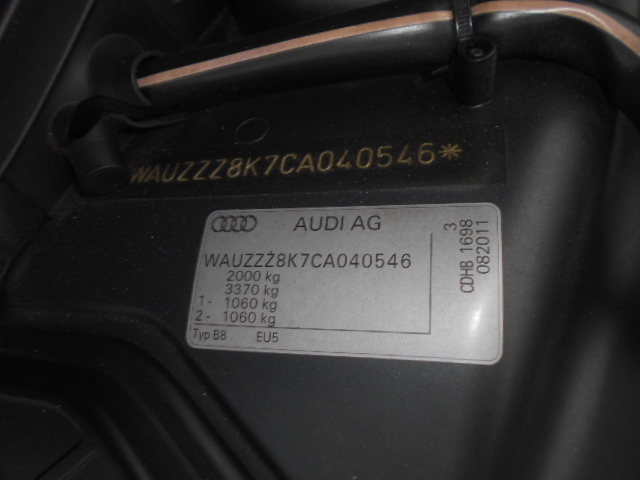 WAUZZZ8K7CA040546*
AUDI AG
WAUZZZ8K7CA040546
2000 kg
3370 kg
1- 1060 kg
2- 1060 kg
Typ B8 EU5
3
CDHB 1698
082011